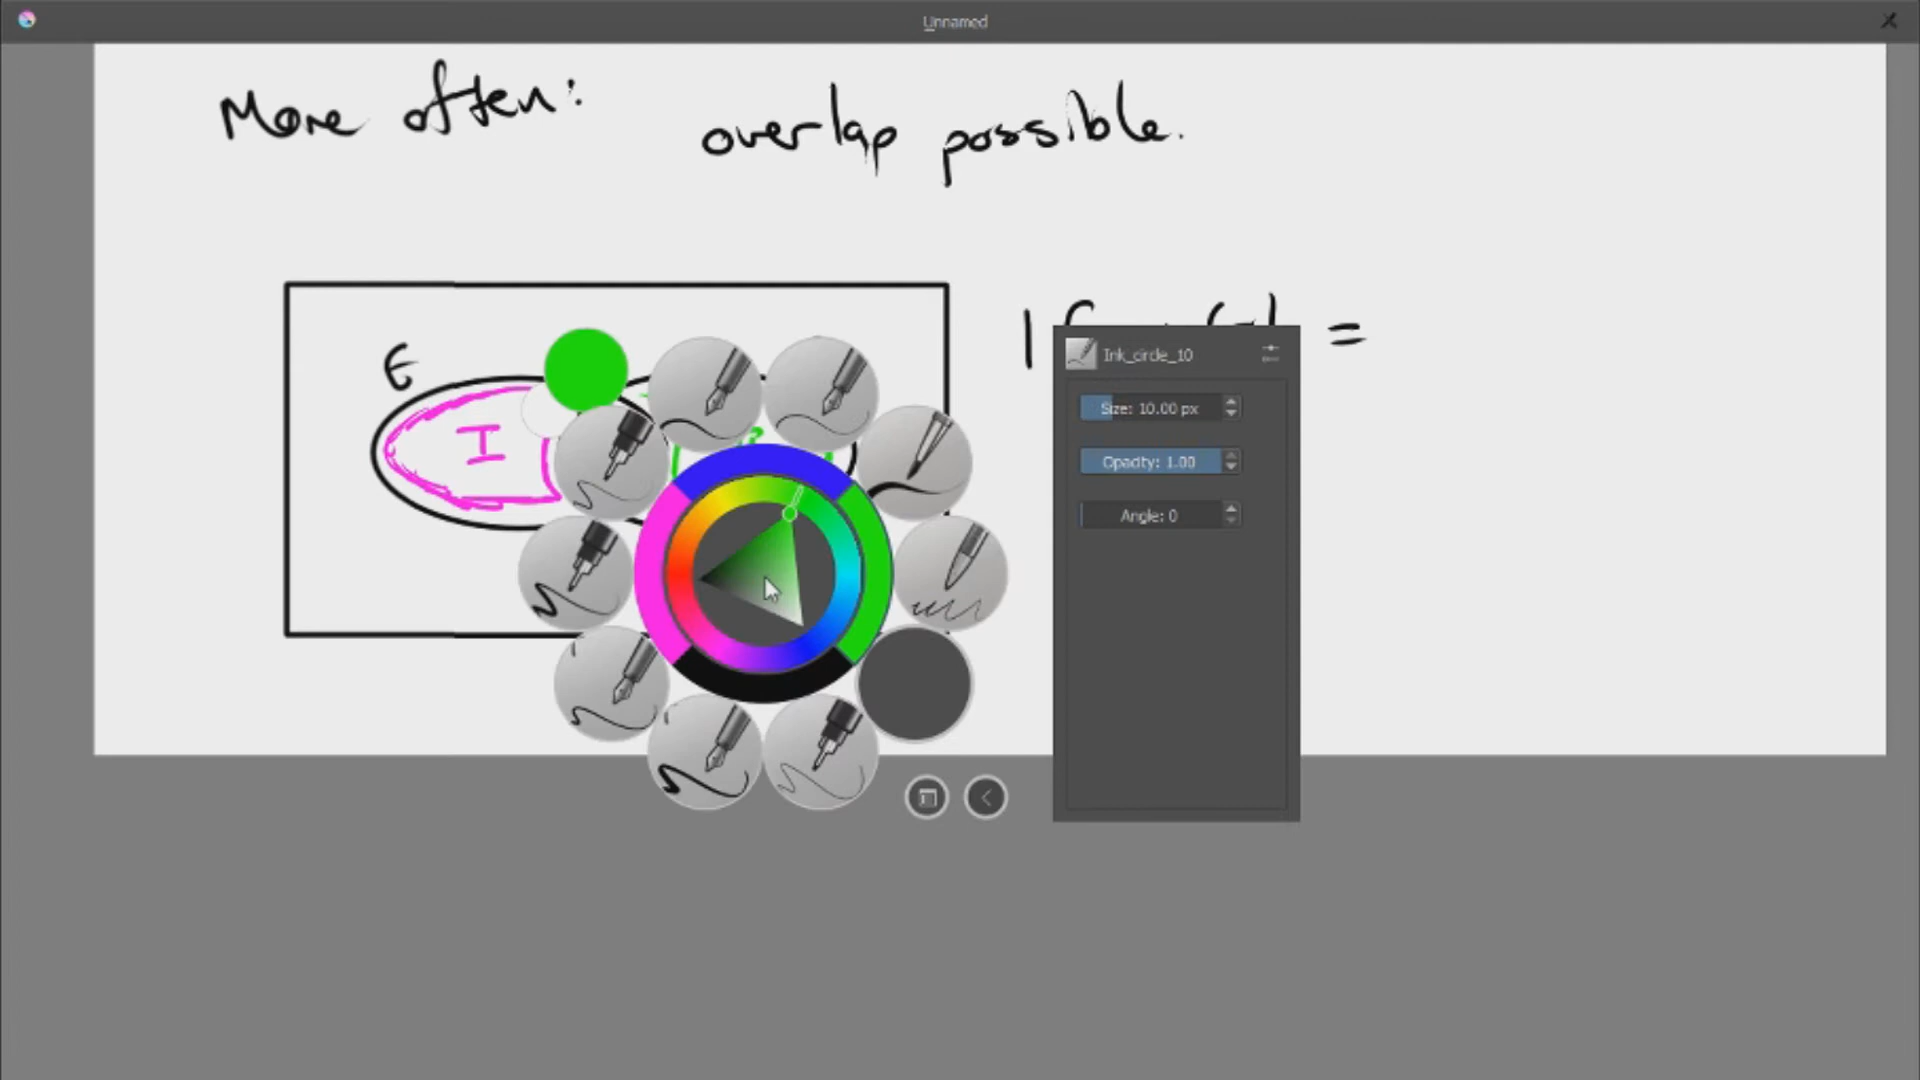 Unnamed
More often: overlap possible.
=
E
I
Ink_circle_10
Size: 10.00 px
Opacity: 1.00
Angle: 0